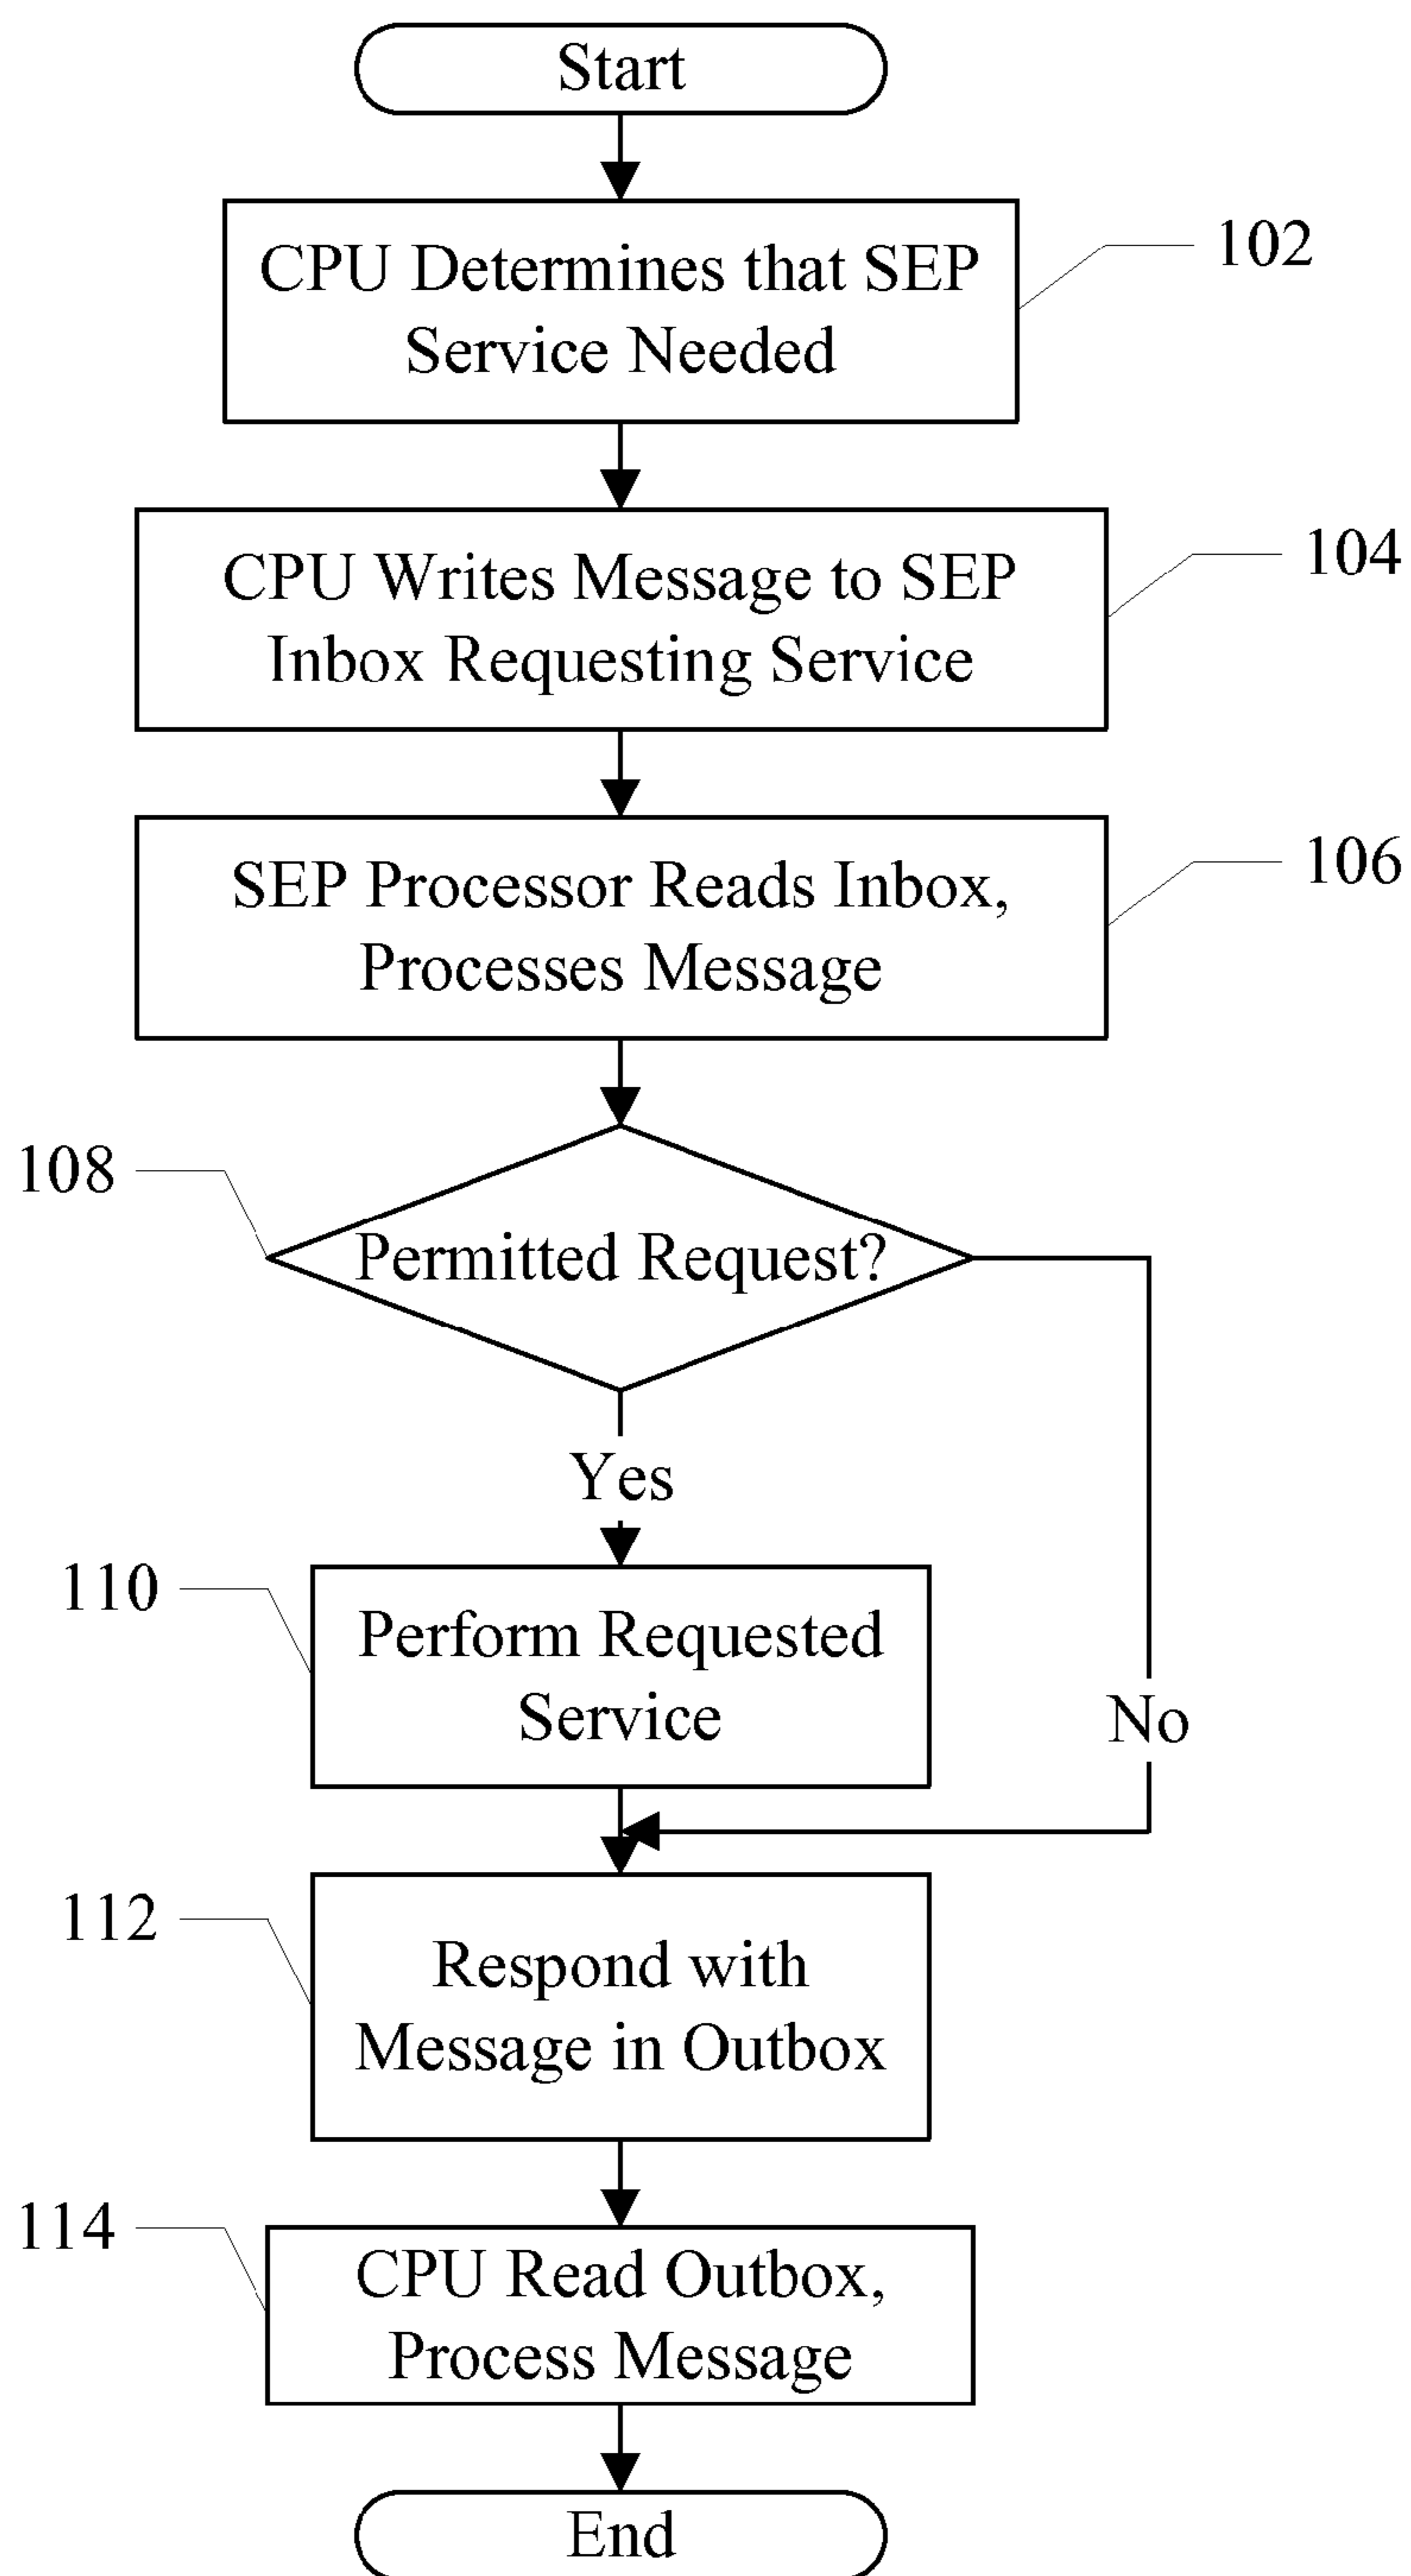 Start
CPU Determines that SEP
Service Needed
102
CPU Writes Message to SEP
Inbox Requesting Service
104
SEP Processor Reads Inbox,
Processes Message
106
108
Permitted Request?
Yes
110
Perform Requested
Service
No
112
Respond with
Message in Outbox
114
CPU Read Outbox,
Process Message
End